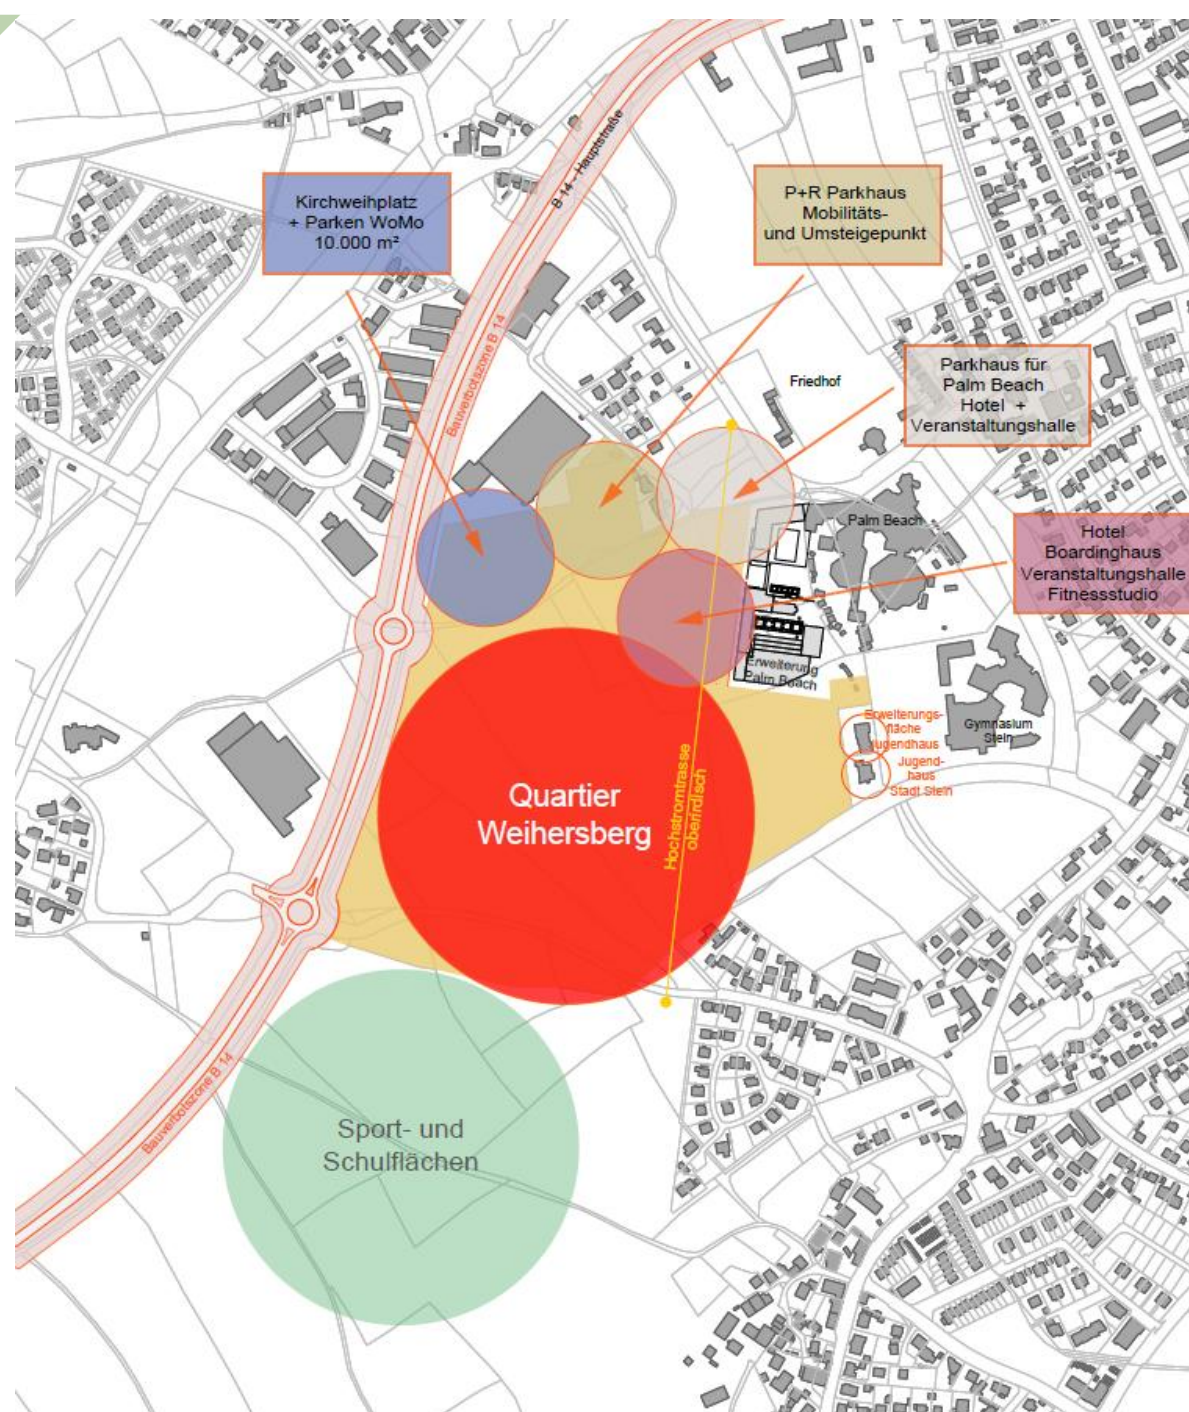 B 14 - Hauptstraße
Kirchweihplatz
+ Parken WoMo
10.000 m²
P+R Parkhaus
Mobilitäts-
und Umsteigepunkt
Bauverbotszone B 14
Parkhaus für
Palm Beach
Hotel +
Veranstaltungshalle
Friedhof
Palm Beach
Hotel
Boardinghaus
Veranstaltungshalle
Fitnessstudio
Erweiterung
Palm Beach
Erweiterungs-
fläche
Jugendhaus
Gymnasium
Stein
Jugend-
haus
Stadt Stein
Quartier
Weihersberg
Hochstromtrasse
oberirdisch
Bauverbotszone B 14
Sport- und
Schulflächen